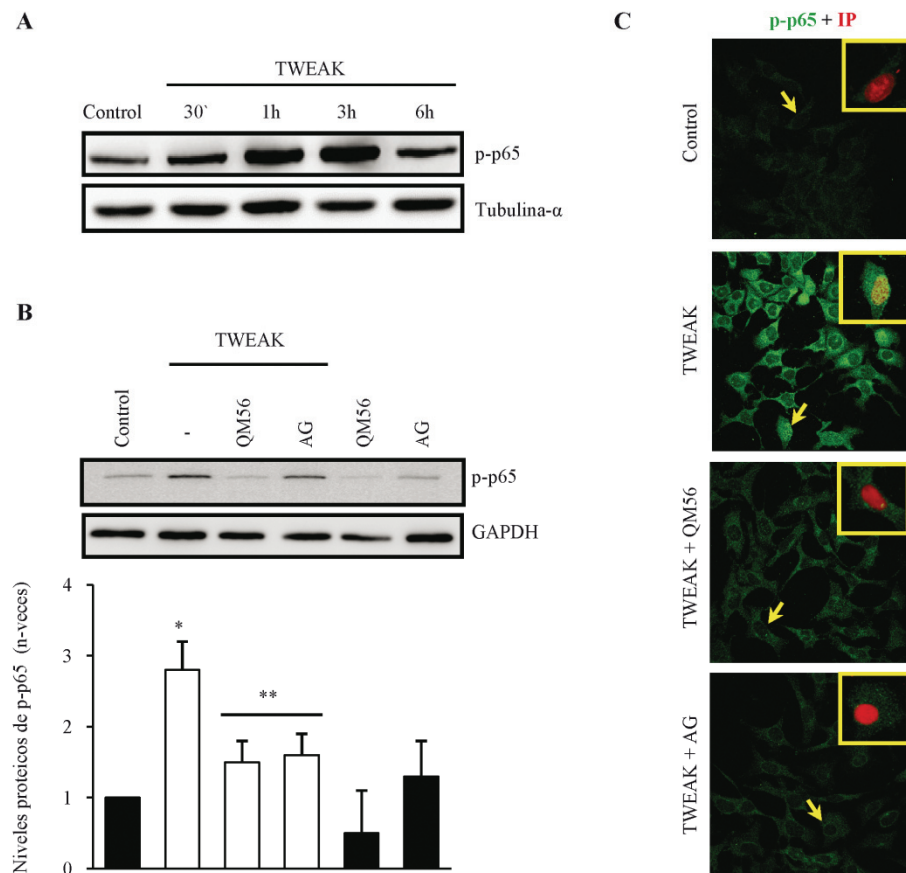 A
TWEAK
Control 30` 1h 3h 6h
p-p65
Tubulina-α
B
TWEAK
Control - QM56 AG QM56 AG
p-p65
GAPDH
Niveles proteicos de p-p65 (n-veces)
4
3
2
1
0
*
**
C
p-p65 + IP
Control
TWEAK
TWEAK + QM56
TWEAK + AG